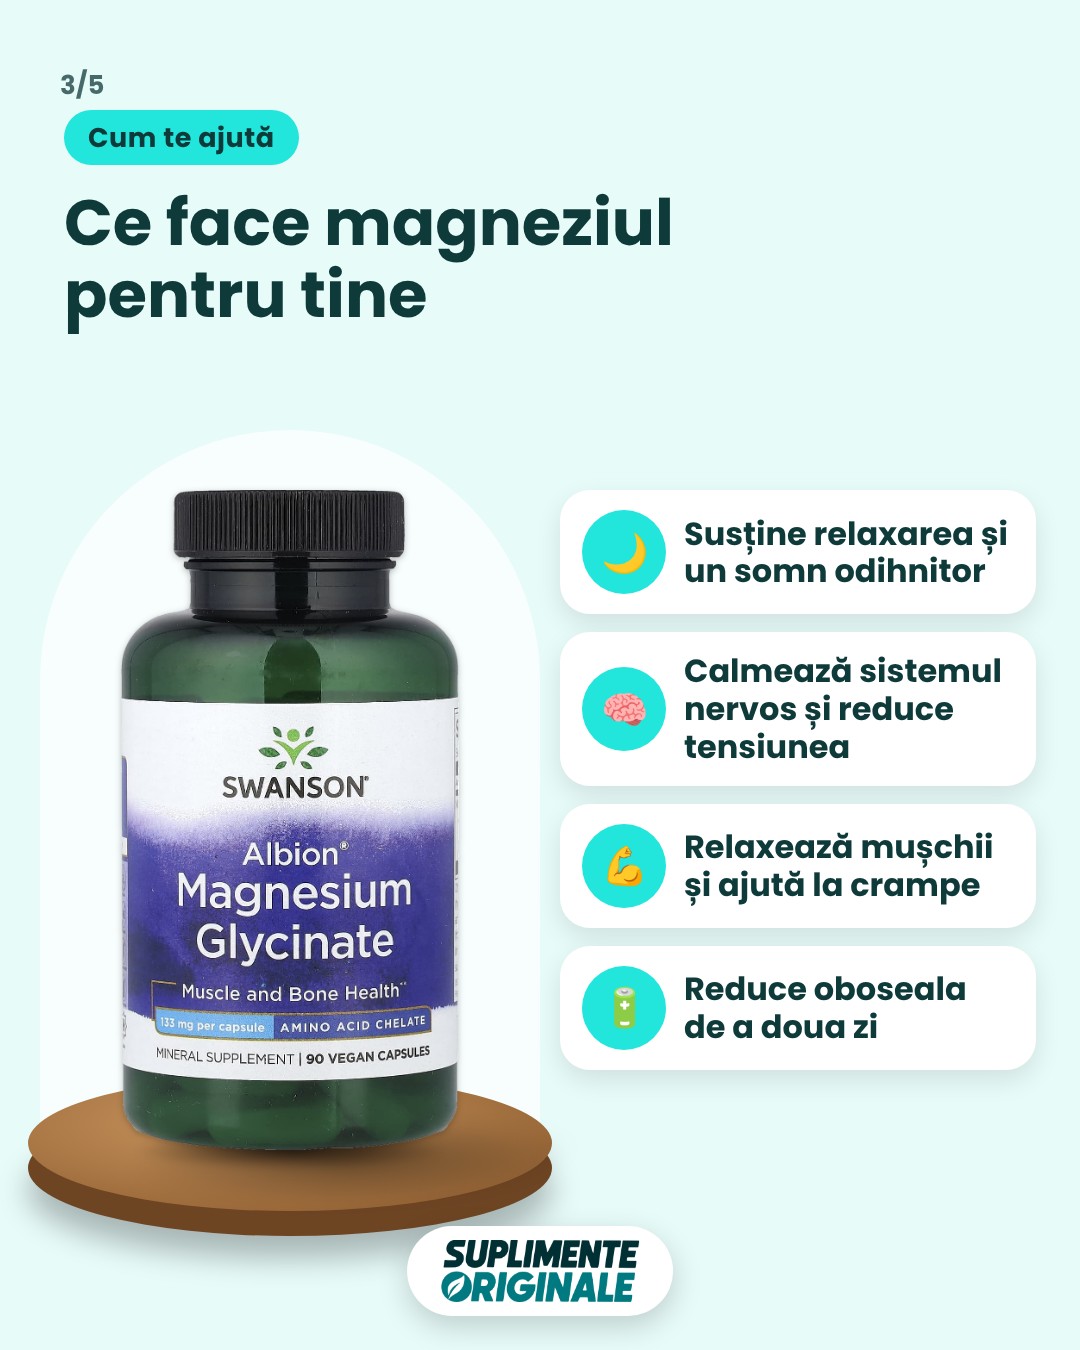 3/5
Cum te ajută
Ce face magneziul
pentru tine
SWANSON®
Albion®
Magnesium
Glycinate
Muscle and Bone Health
133 mg per capsule AMINO ACID CHELATE
MINERAL SUPPLEMENT | 90 VEGAN CAPSULES
Susține relaxarea și
un somn odihnitor
Calmează sistemul
nervos și reduce
tensiunea
Relaxează mușchii
și ajută la crampe
Reduce oboseala
de a doua zi
SUPLIMENTE
ORIGINALE